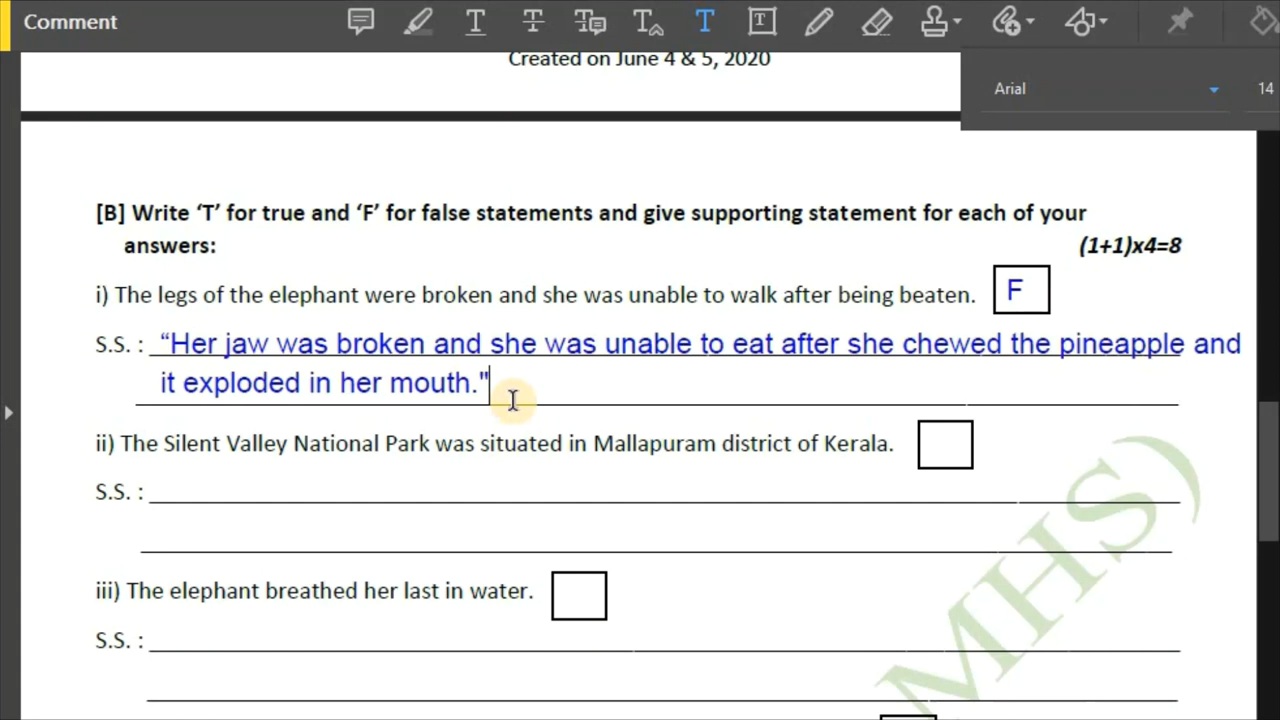 Comment
Created on June 4 & 5, 2020
Arial 14
[B] Write ‘T’ for true and ‘F’ for false statements and give supporting statement for each of your
answers: (1+1)x4=8
i) The legs of the elephant were broken and she was unable to walk after being beaten. F
S.S. : “Her jaw was broken and she was unable to eat after she chewed the pineapple and
it exploded in her mouth."
ii) The Silent Valley National Park was situated in Mallapuram district of Kerala.
S.S. :
iii) The elephant breathed her last in water.
S.S. :
MHS)